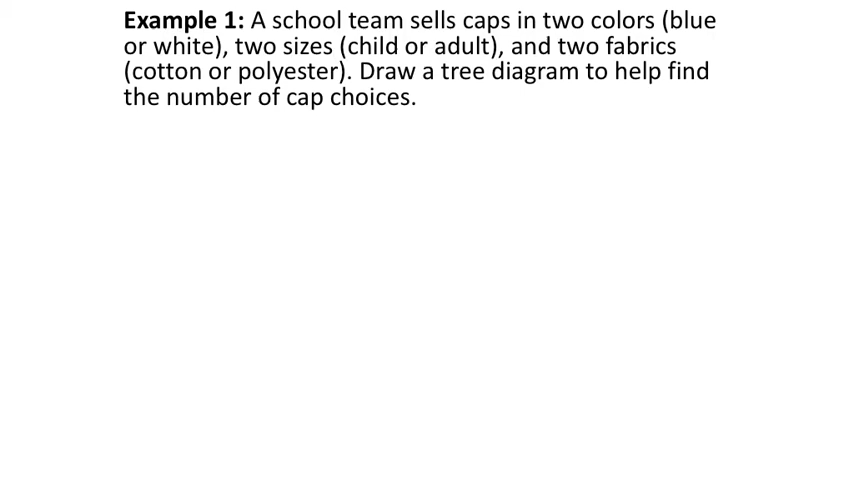 Example 1: A school team sells caps in two colors (blue
or white), two sizes (child or adult), and two fabrics
(cotton or polyester). Draw a tree diagram to help find
the number of cap choices.